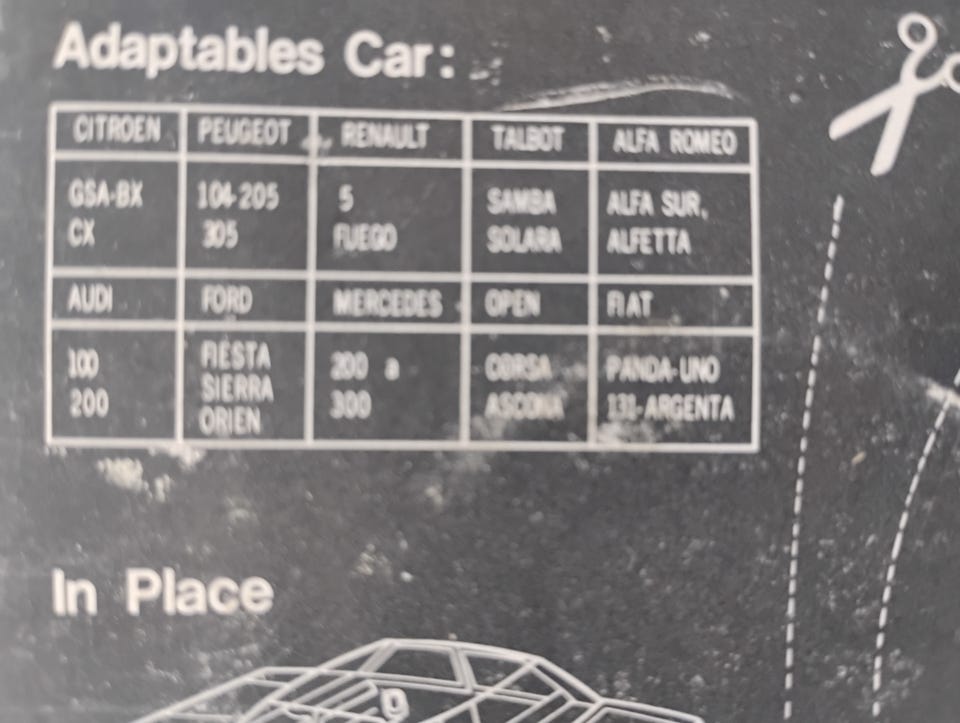 Adaptables Car:
CITROEN PEUGEOT RENAULT TALBOT ALFA ROMEO
GSA-BX 104-205 5 SAMBA ALFA SUR,
CX 305 FUEGO SOLARA ALFETTA
AUDI FORD MERCEDES OPEN FIAT
100 FIESTA 200 a CORSA PANDA-UNO
200 SIERRA 300 ASCONA 131-ARGENTA
ORIEN
In Place
9